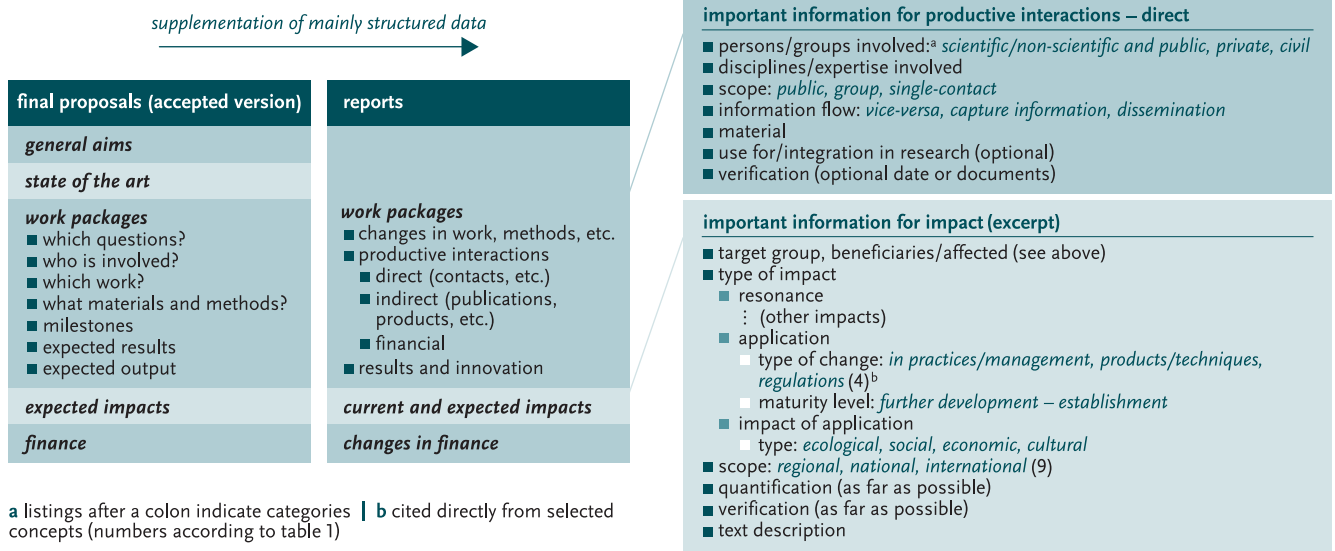 supplementation of mainly structured data
final proposals (accepted version)
general aims
state of the art
work packages
■ which questions?
■ who is involved?
■ which work?
■ what materials and methods?
■ milestones
■ expected results
■ expected output
expected impacts
finance
reports
work packages
■ changes in work, methods, etc.
■ productive interactions
■ direct (contacts, etc.)
■ indirect (publications,
products, etc.)
■ financial
■ results and innovation
current and expected impacts
changes in finance
a listings after a colon indicate categories | b cited directly from selected
concepts (numbers according to table 1)
important information for productive interactions – direct
■ persons/groups involved:a scientific/non-scientific and public, private, civil
■ disciplines/expertise involved
■ scope: public, group, single-contact
■ information flow: vice-versa, capture information, dissemination
■ material
■ use for/integration in research (optional)
■ verification (optional date or documents)
important information for impact (excerpt)
■ target group, beneficiaries/affected (see above)
■ type of impact
■ resonance
⋮ (other impacts)
■ application
■ type of change: in practices/management, products/techniques,
regulations (4)b
■ maturity level: further development – establishment
■ impact of application
■ type: ecological, social, economic, cultural
■ scope: regional, national, international (9)
■ quantification (as far as possible)
■ verification (as far as possible)
■ text description